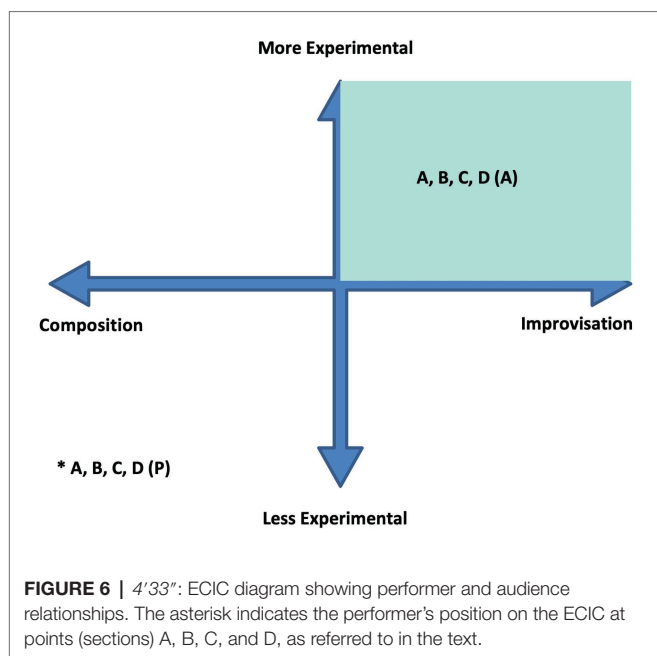 More Experimental
A, B, C, D (A)
Composition
Improvisation
* A, B, C, D (P)
Less Experimental
FIGURE 6 | 4′33″: ECIC diagram showing performer and audience
relationships. The asterisk indicates the performer’s position on the ECIC at
points (sections) A, B, C, and D, as referred to in the text.